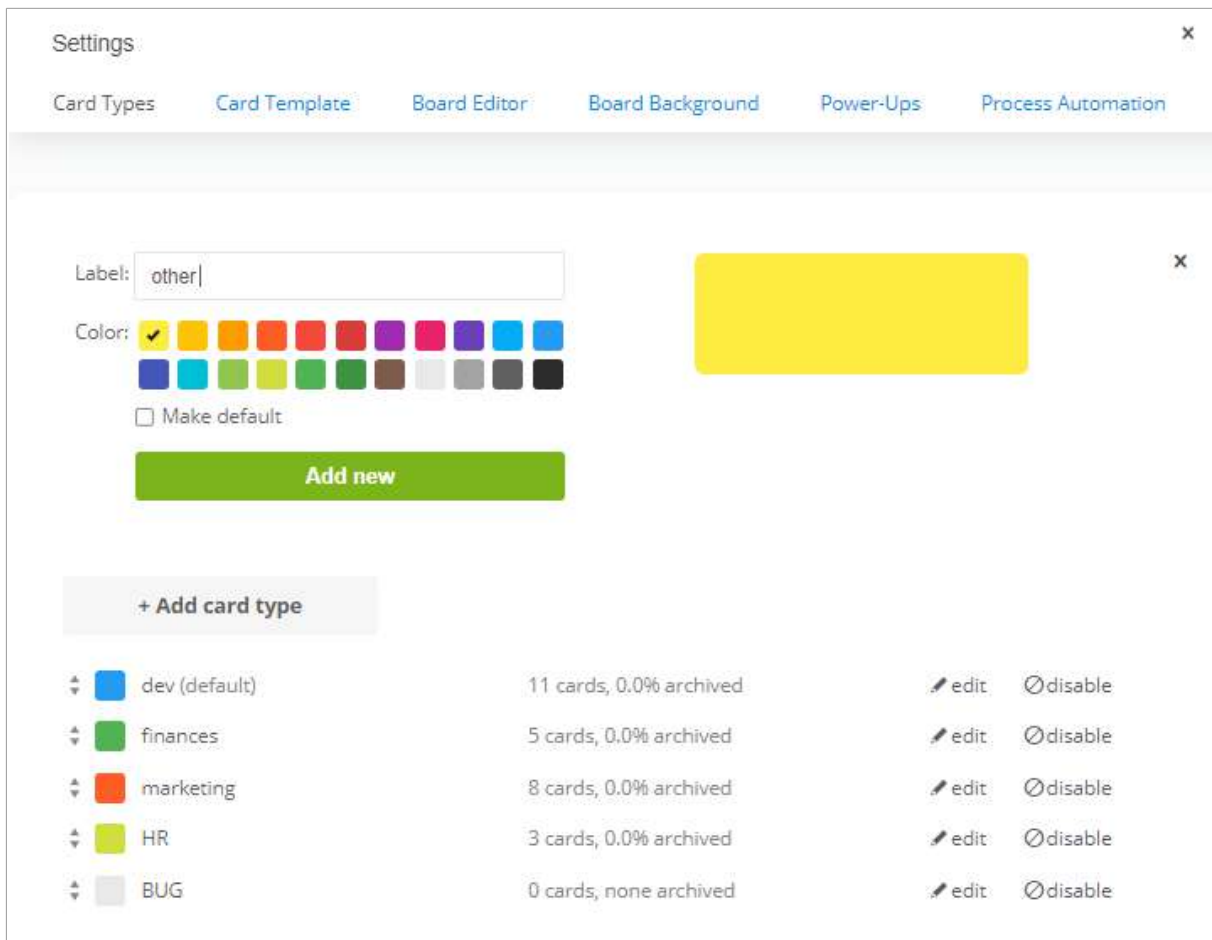 Settings
Card Types Card Template Board Editor Board Background Power-Ups Process Automation
Label: other
Color:
Make default
Add new
+ Add card type
dev (default) 11 cards, 0.0% archived edit disable
finances 5 cards, 0.0% archived edit disable
marketing 8 cards, 0.0% archived edit disable
HR 3 cards, 0.0% archived edit disable
BUG 0 cards, none archived edit disable